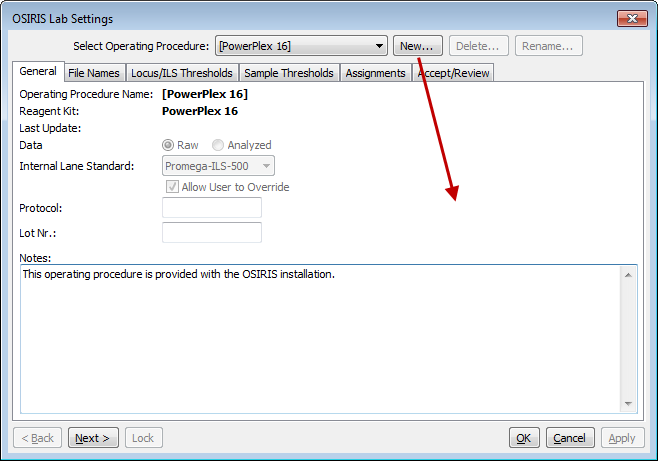 OSIRIS Lab Settings
Select Operating Procedure: [PowerPlex 16] New... Delete... Rename...
General File Names Locus/ILS Thresholds Sample Thresholds Assignments Accept/Review
Operating Procedure Name: [PowerPlex 16]
Reagent Kit: PowerPlex 16
Last Update:
Data Raw Analyzed
Internal Lane Standard: Promega-ILS-500
Allow User to Override
Protocol:
Lot Nr.:
Notes:
This operating procedure is provided with the OSIRIS installation.
< Back Next > Lock OK Cancel Apply